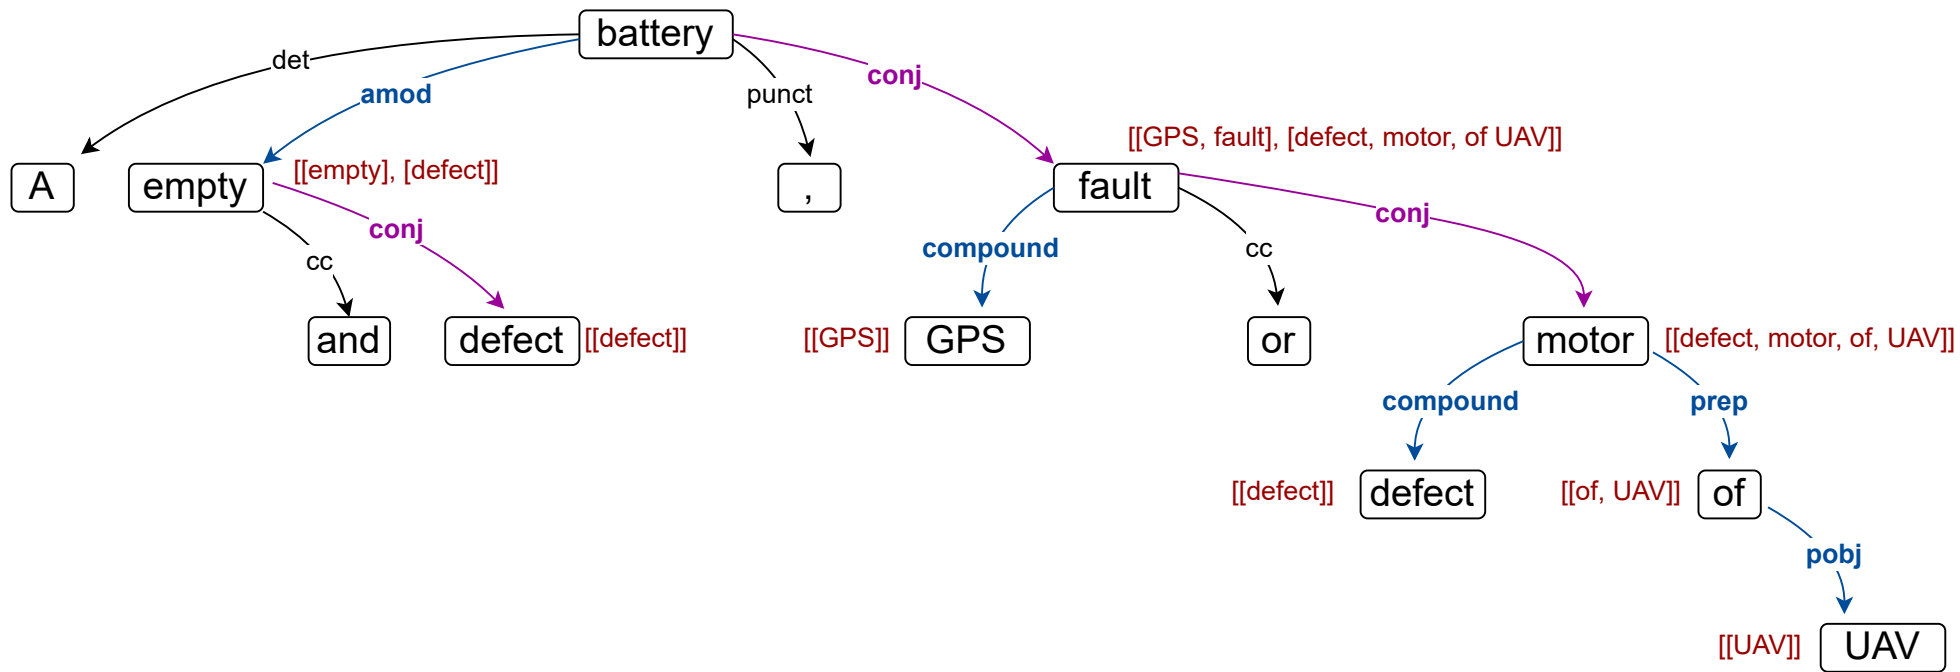 battery
det
conj
amod
punct
[[GPS, fault], [defect, motor, of UAV]]
A
empty
[[empty], [defect]]
,
fault
conj
conj
compound
cc
cc
and
defect
[[defect]]
[[GPS]]
GPS
or
motor
[[defect, motor, of, UAV]]
compound
prep
[[defect]]
defect
[[of, UAV]]
of
pobj
[[UAV]]
UAV